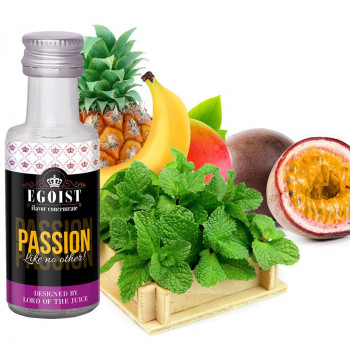 EGOIST
flavor concentrate
PASSION
Like no other!
DESIGNED BY
LORD OF THE JUICE